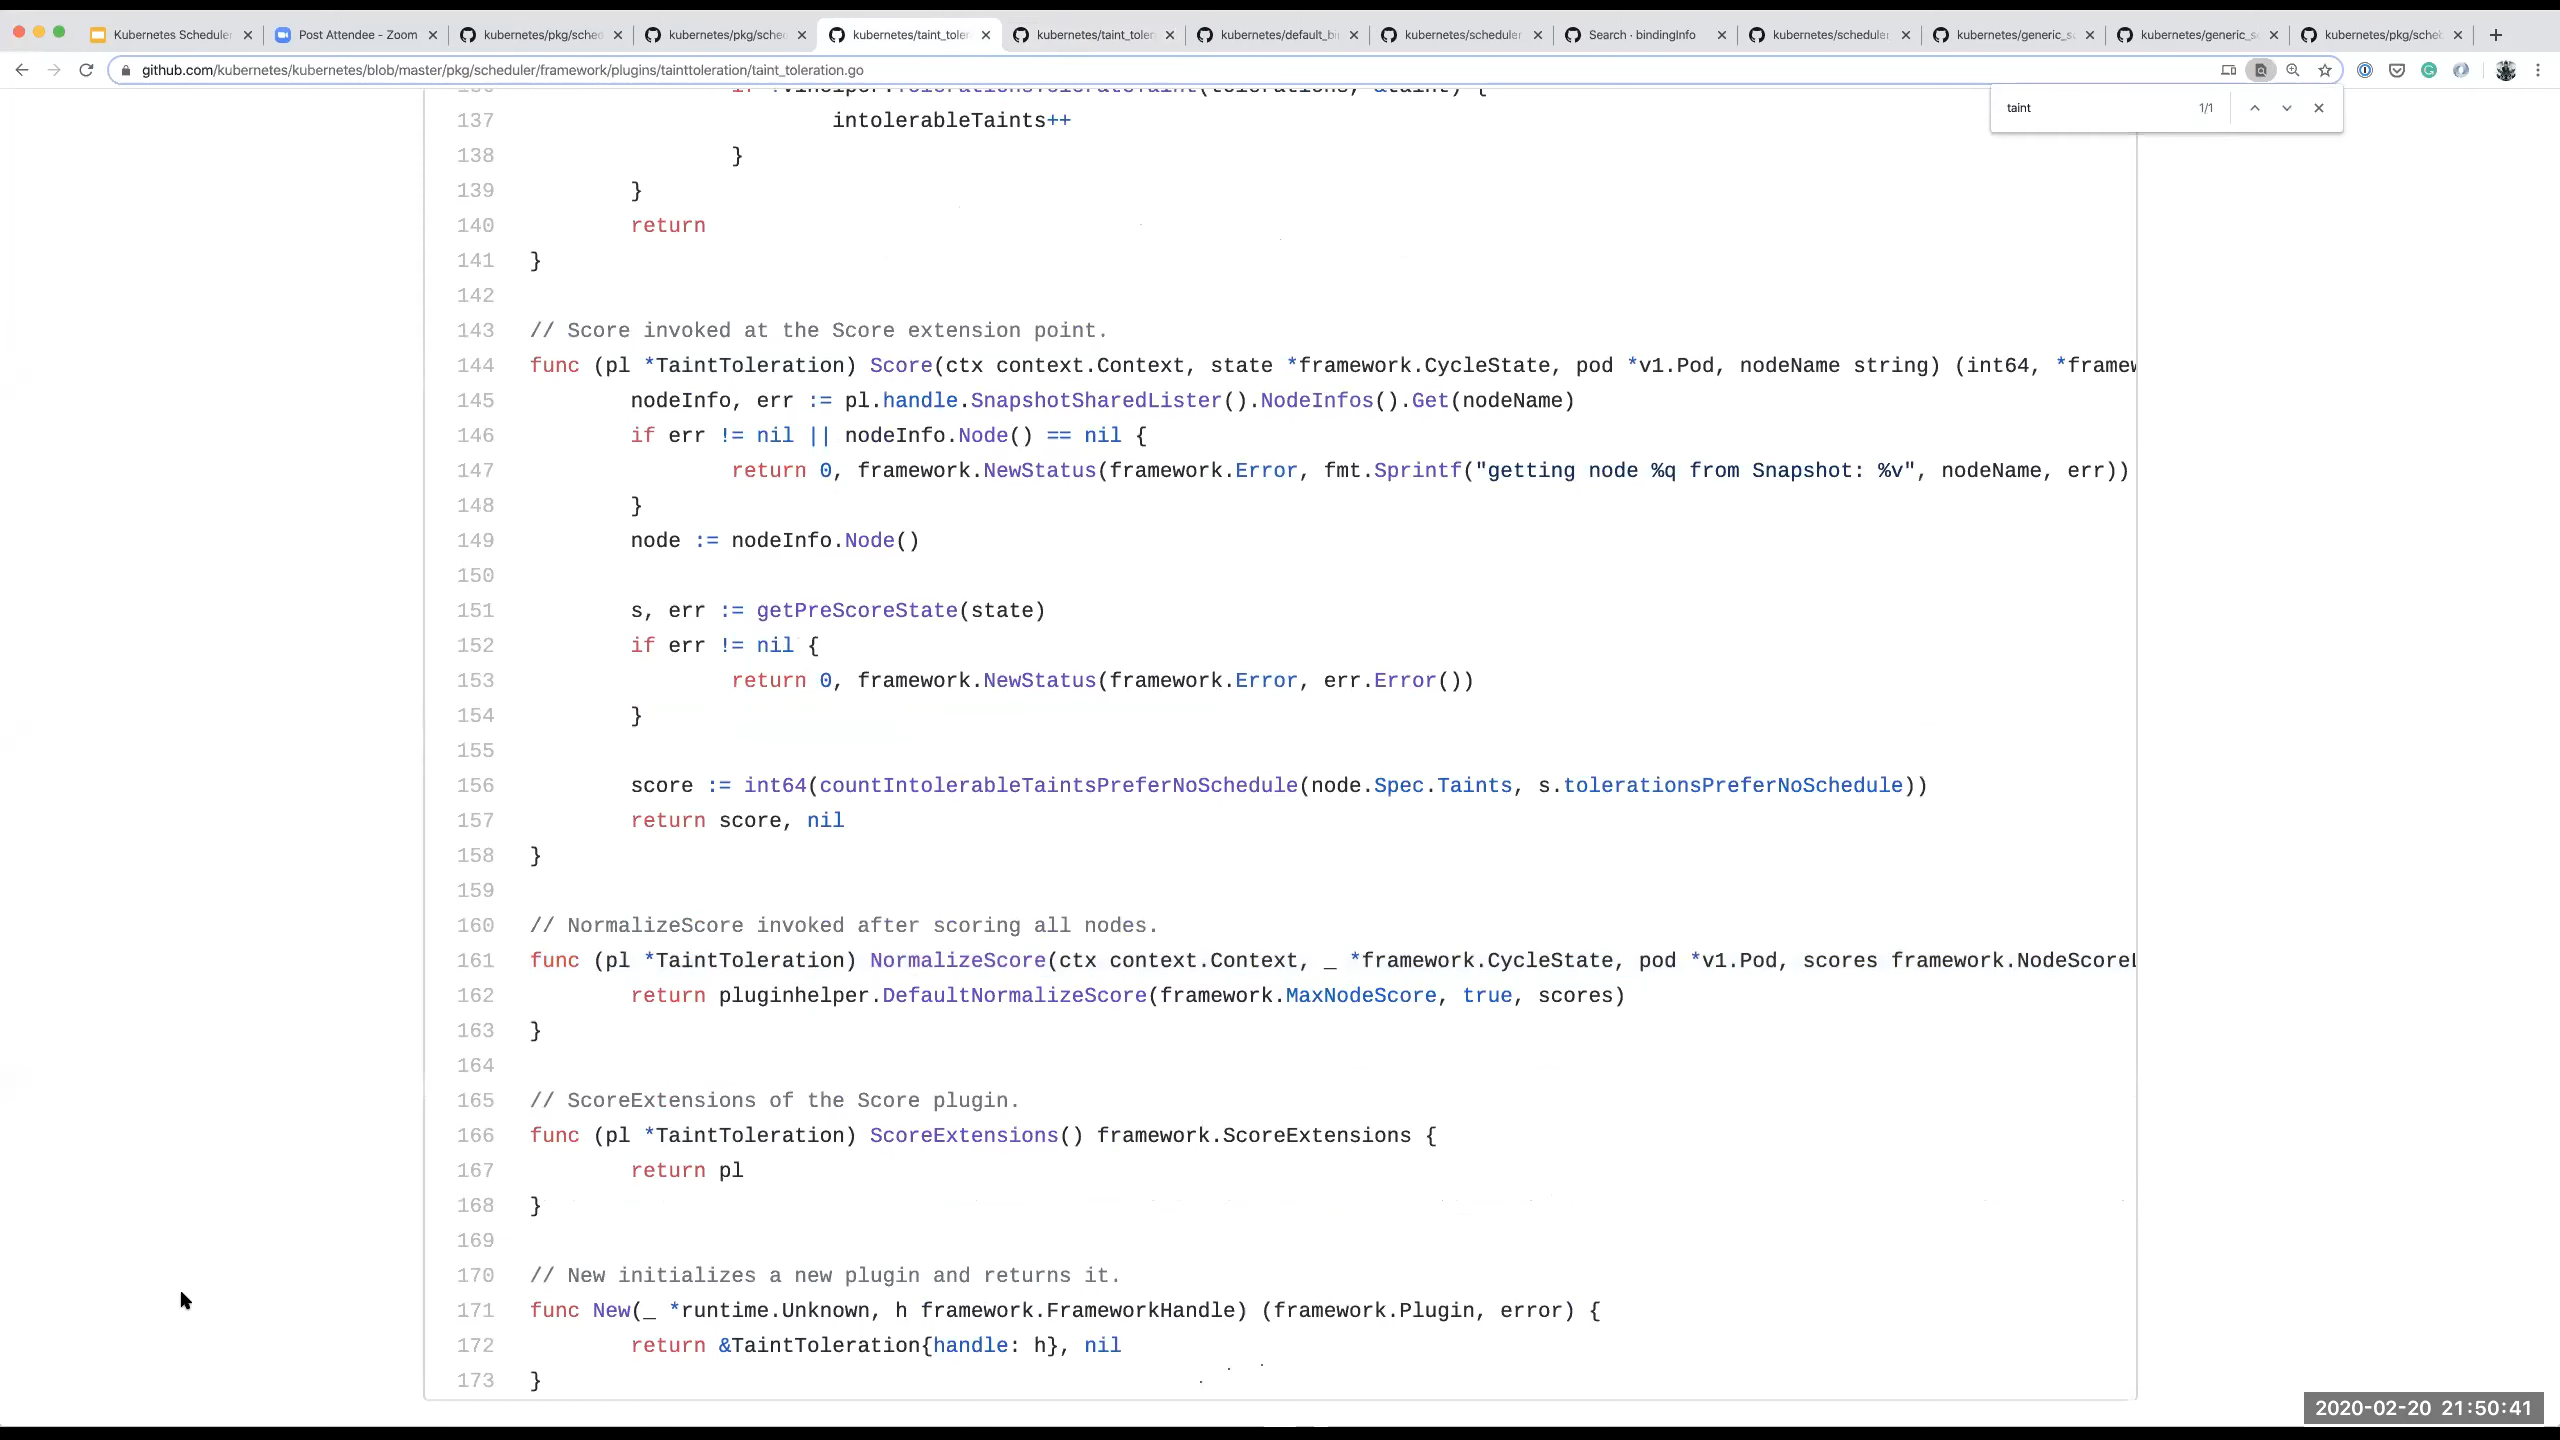 Kubernetes Scheduler
Post Attendee - Zoom
kubernetes/pkg/sched
kubernetes/pkg/sche
kubernetes/taint_toler
kubernetes/taint_toler
kubernetes/default_bi
kubernetes/scheduler
Search · bindingInfo
kubernetes/scheduler
kubernetes/generic_s
kubernetes/generic_s
kubernetes/pkg/sche
github.com/kubernetes/kubernetes/blob/master/pkg/scheduler/framework/plugins/tainttoleration/taint_toleration.go
taint 1/1
137 intolerableTaints++
138 }
139 }
140 return
141 }
142
143 // Score invoked at the Score extension point.
144 func (pl *TaintToleration) Score(ctx context.Context, state *framework.CycleState, pod *v1.Pod, nodeName string) (int64, *framew
145 nodeInfo, err := pl.handle.SnapshotSharedLister().NodeInfos().Get(nodeName)
146 if err != nil || nodeInfo.Node() == nil {
147 return 0, framework.NewStatus(framework.Error, fmt.Sprintf("getting node %q from Snapshot: %v", nodeName, err))
148 }
149 node := nodeInfo.Node()
150
151 s, err := getPreScoreState(state)
152 if err != nil {
153 return 0, framework.NewStatus(framework.Error, err.Error())
154 }
155
156 score := int64(countIntolerableTaintsPreferNoSchedule(node.Spec.Taints, s.tolerationsPreferNoSchedule))
157 return score, nil
158 }
159
160 // NormalizeScore invoked after scoring all nodes.
161 func (pl *TaintToleration) NormalizeScore(ctx context.Context, _ *framework.CycleState, pod *v1.Pod, scores framework.NodeScoreL
162 return pluginhelper.DefaultNormalizeScore(framework.MaxNodeScore, true, scores)
163 }
164
165 // ScoreExtensions of the Score plugin.
166 func (pl *TaintToleration) ScoreExtensions() framework.ScoreExtensions {
167 return pl
168 }
169
170 // New initializes a new plugin and returns it.
171 func New(_ *runtime.Unknown, h framework.FrameworkHandle) (framework.Plugin, error) {
172 return &TaintToleration{handle: h}, nil
173 }
2020-02-20 21:50:41